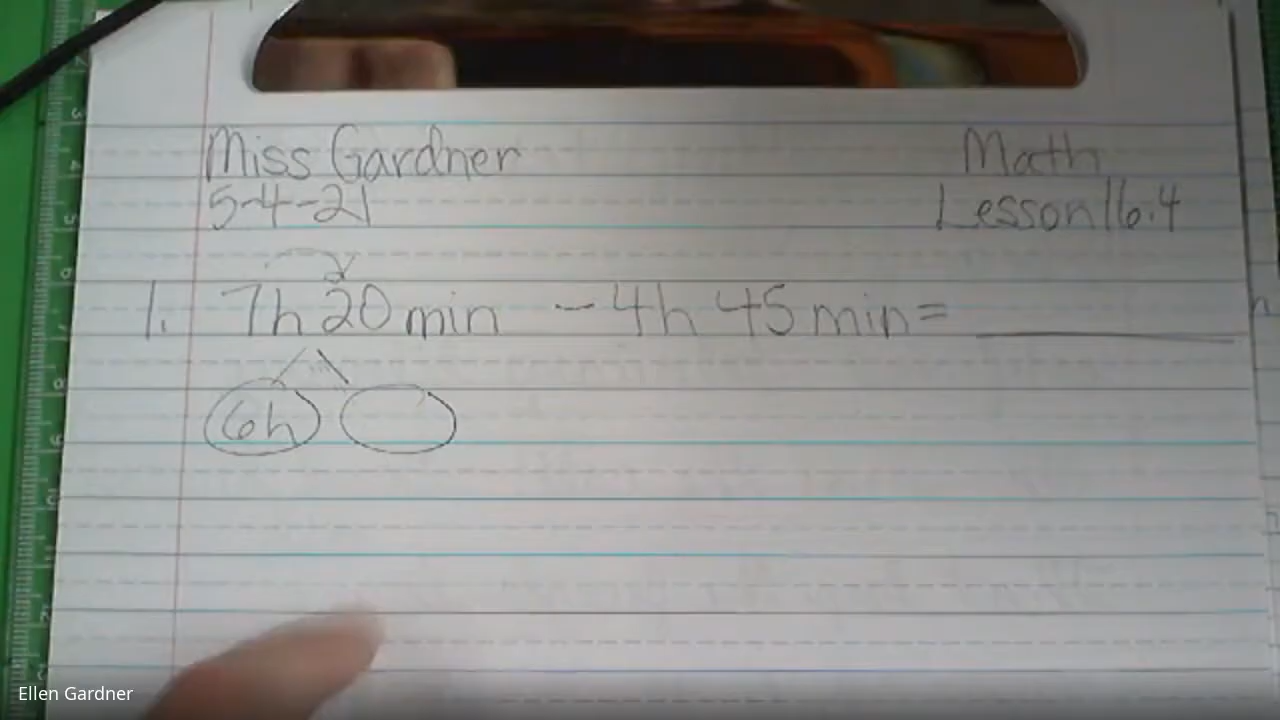 Miss Gardner Math
5-4-21 Lesson 16.4
1. 7h 20 min - 4h 45 min = 
6h
Ellen Gardner